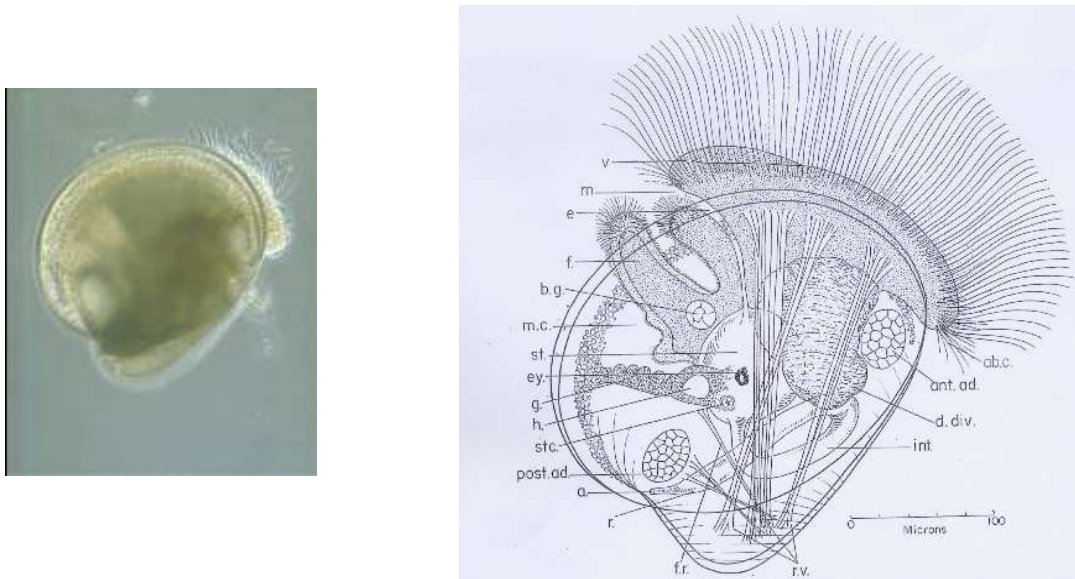 v
m
e
f.
b.g.
m.c.
st.
ey.
g.
h.
stc.
post.ad.
a.
r.
f.r.
r.v.
ab.c.
ant.ad.
d.div.
int
0 100
Microns